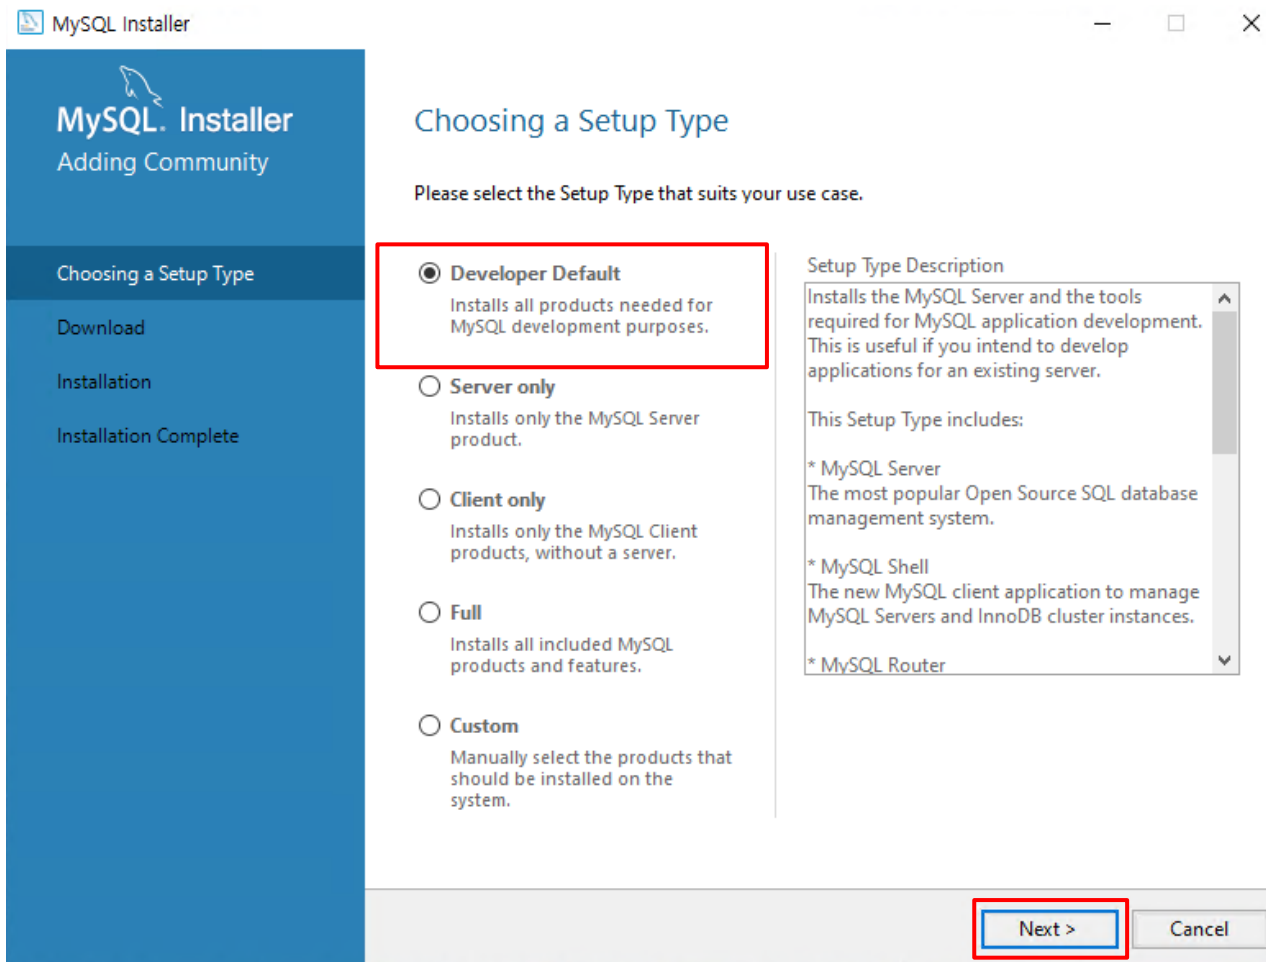 MySQL Installer
MySQL. Installer
Adding Community
Choosing a Setup Type
Download
Installation
Installation Complete
Choosing a Setup Type
Please select the Setup Type that suits your use case.
Developer Default
Installs all products needed for
MySQL development purposes.
Server only
Installs only the MySQL Server
product.
Client only
Installs only the MySQL Client
products, without a server.
Full
Installs all included MySQL
products and features.
Custom
Manually select the products that
should be installed on the
system.
Setup Type Description
Installs the MySQL Server and the tools
required for MySQL application development.
This is useful if you intend to develop
applications for an existing server.
This Setup Type includes:
* MySQL Server
The most popular Open Source SQL database
management system.
* MySQL Shell
The new MySQL client application to manage
MySQL Servers and InnoDB cluster instances.
* MySQL Router
Next >
Cancel